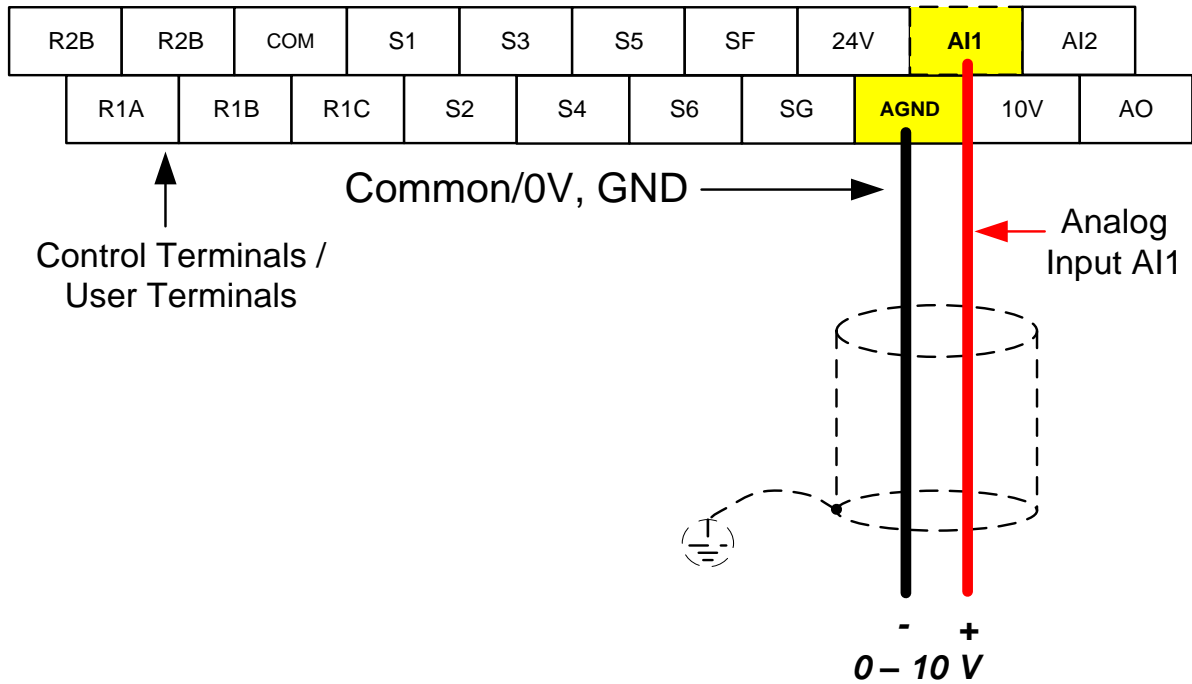 R2B R2B COM S1 S3 S5 SF 24V AI1 AI2
R1A R1B R1C S2 S4 S6 SG AGND 10V AO
Common/0V, GND
Control Terminals /
User Terminals
Analog
Input AI1
- +
0 – 10 V